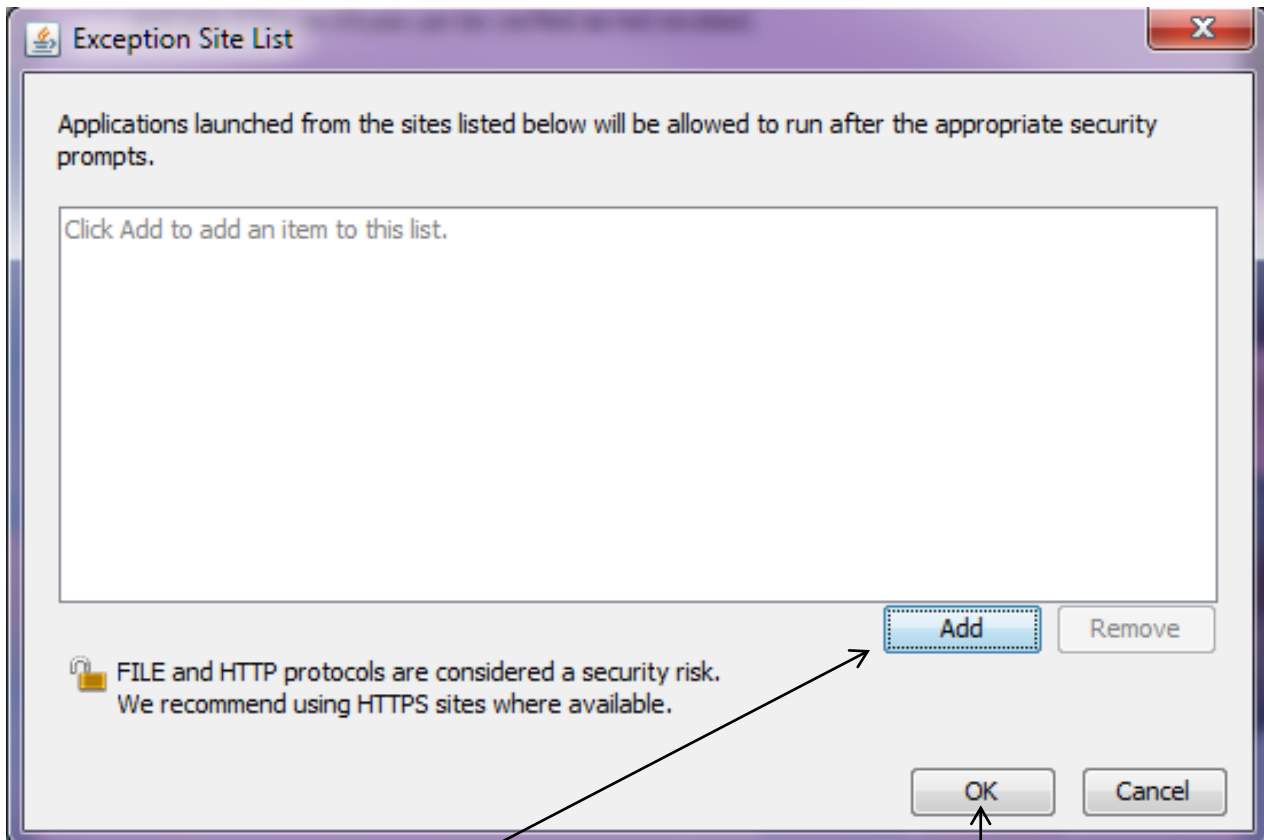 Exception Site List
Applications launched from the sites listed below will be allowed to run after the appropriate security
prompts.
Click Add to add an item to this list.
Add
Remove
FILE and HTTP protocols are considered a security risk.
We recommend using HTTPS sites where available.
OK
Cancel